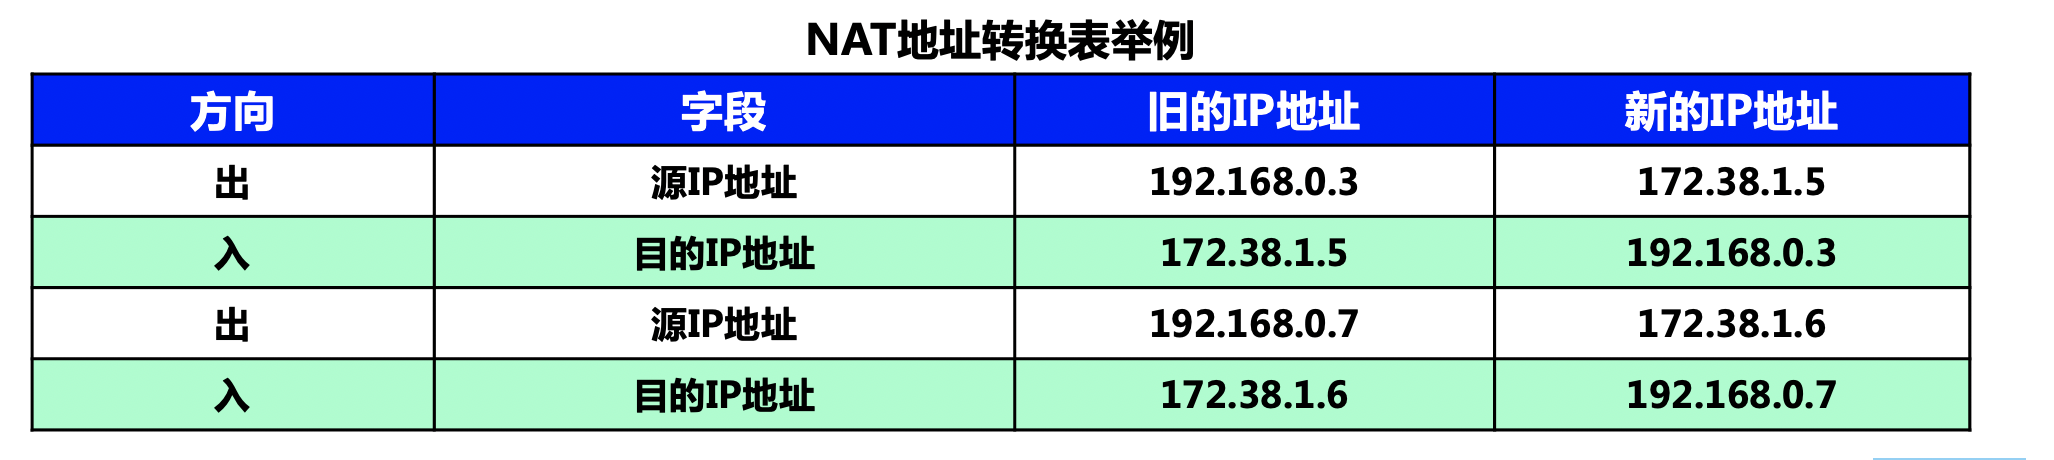 NAT地址转换表举例
方向 字段 旧的IP地址 新的IP地址
出 源IP地址 192.168.0.3 172.38.1.5
入 目的IP地址 172.38.1.5 192.168.0.3
出 源IP地址 192.168.0.7 172.38.1.6
入 目的IP地址 172.38.1.6 192.168.0.7